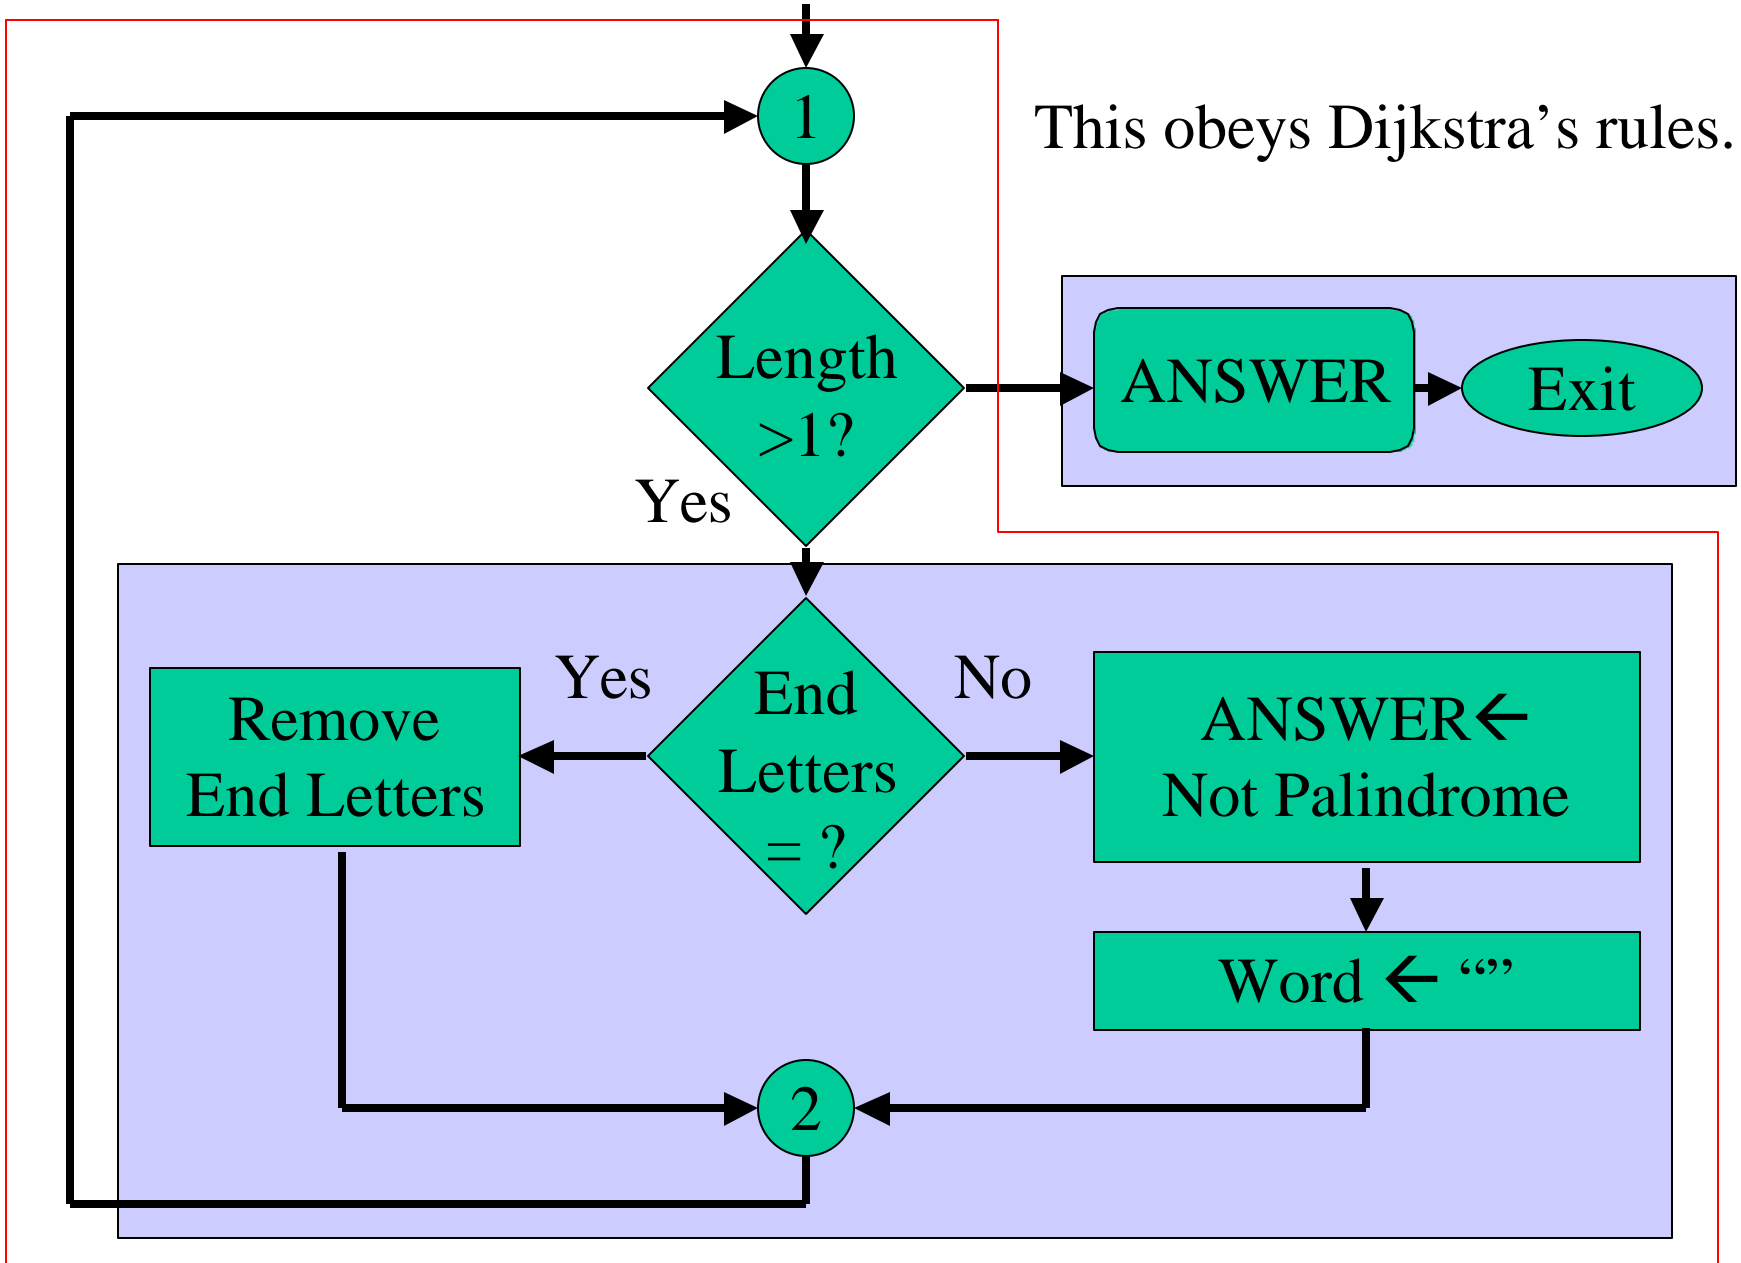 1
This obeys Dijkstra’s rules.
Length
>1?
ANSWER
Exit
Yes
Yes
End
Letters
= ?
No
Remove
End Letters
ANSWER←
Not Palindrome
Word ← “”
2